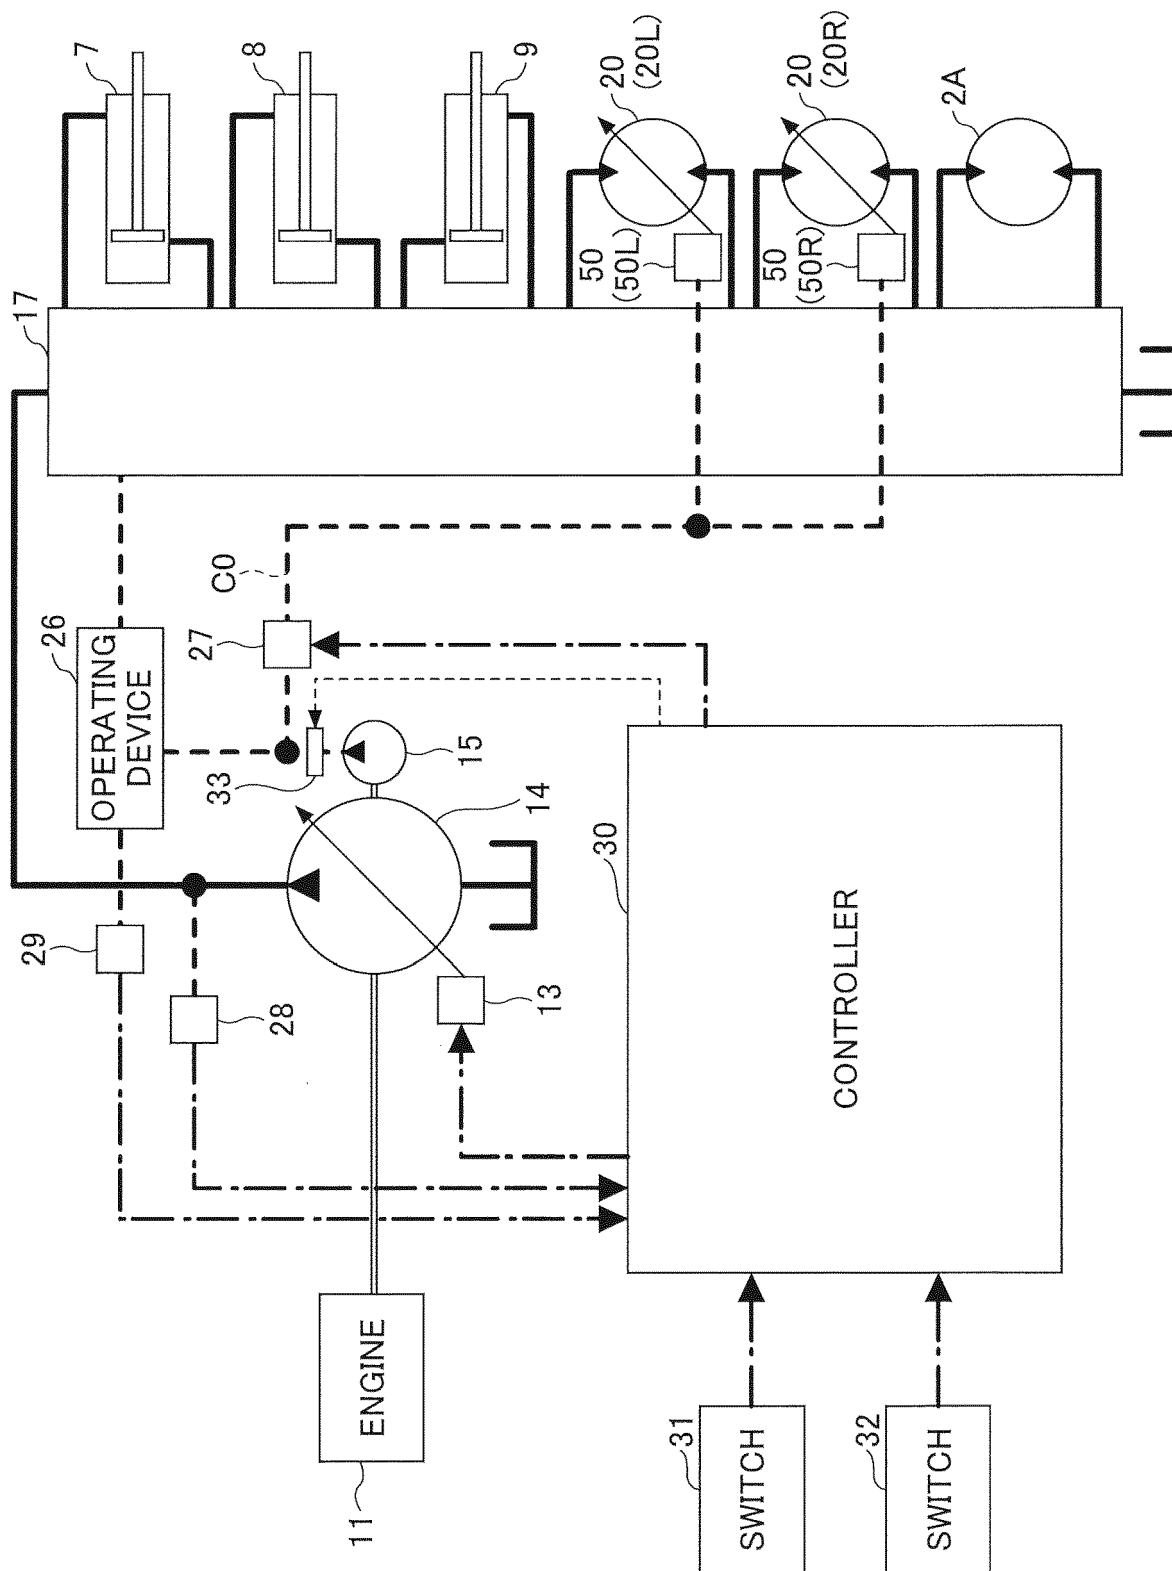 7
8
9
20
(20L)
20
(20R)
2A
50
(50L)
50
(50R)
17
C0
26
OPERATING
DEVICE
27
33
15
14
29
28
13
30
CONTROLLER
ENGINE
11
31
SWITCH
32
SWITCH